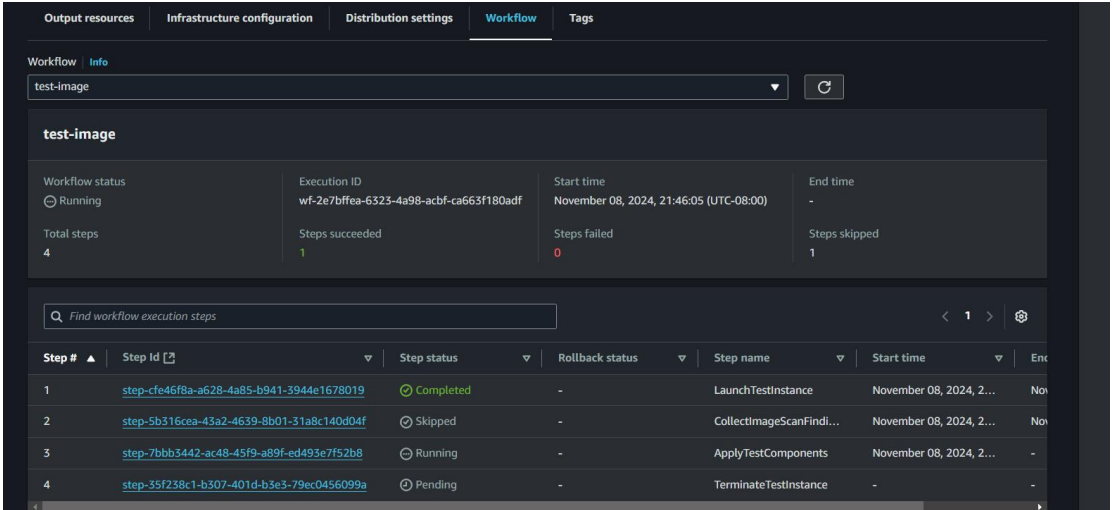 Output resources Infrastructure configuration Distribution settings Workflow Tags
Workflow Info
test-image
test-image
Workflow status Execution ID Start time End time
Running wf-2e7bffea-6323-4a98-acbf-ca663f180adf November 08, 2024, 21:46:05 (UTC-08:00) -
Total steps Steps succeeded Steps failed Steps skipped
4 1 0 1
Find workflow execution steps 1
Step # Step Id Step status Rollback status Step name Start time Enc
1 step-cfe46f8a-a628-4a85-b941-3944e1678019 Completed - LaunchTestInstance November 08, 2024, 2... Nov
2 step-5b316cea-43a2-4639-8b01-31a8c140d04f Skipped - CollectImageScanFindi... November 08, 2024, 2... Nov
3 step-7bbb3442-ac48-45f9-a89f-ed493e7f52b8 Running - ApplyTestComponents November 08, 2024, 2... -
4 step-35f238c1-b307-401d-b3e3-79ec0456099a Pending - TerminateTestInstance - -